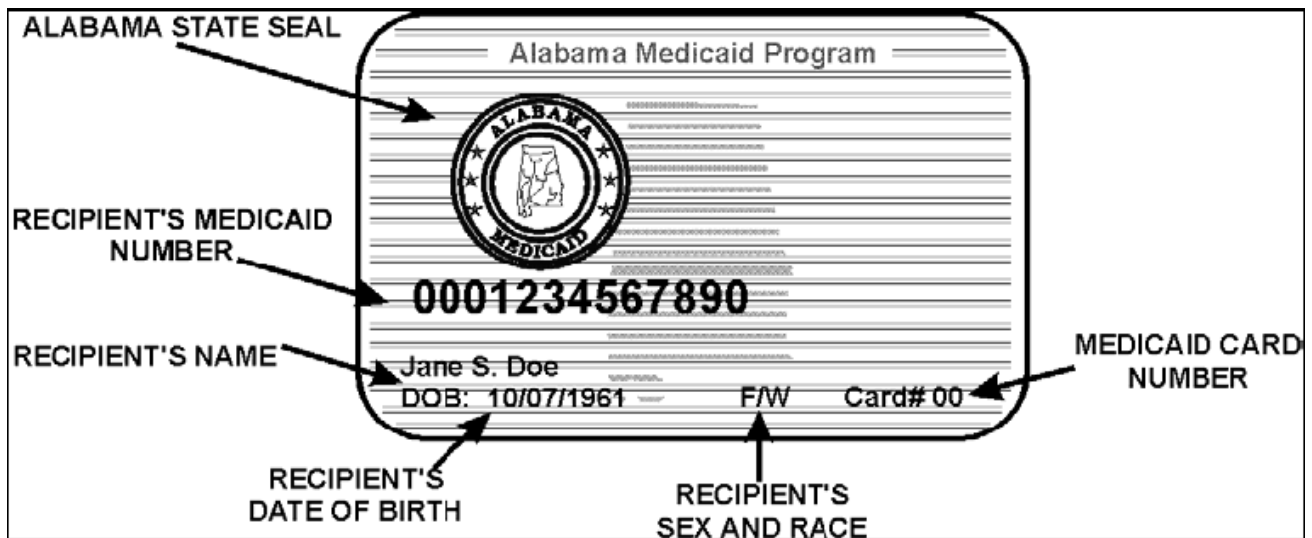 ALABAMA STATE SEAL
Alabama Medicaid Program
ALABAMA
MEDICAID
RECIPIENT'S MEDICAID
NUMBER
0001234567890
RECIPIENT'S NAME
Jane S. Doe
MEDICAID CARD
NUMBER
DOB: 10/07/1961 F/W Card# 00
RECIPIENT'S
DATE OF BIRTH
RECIPIENT'S
SEX AND RACE